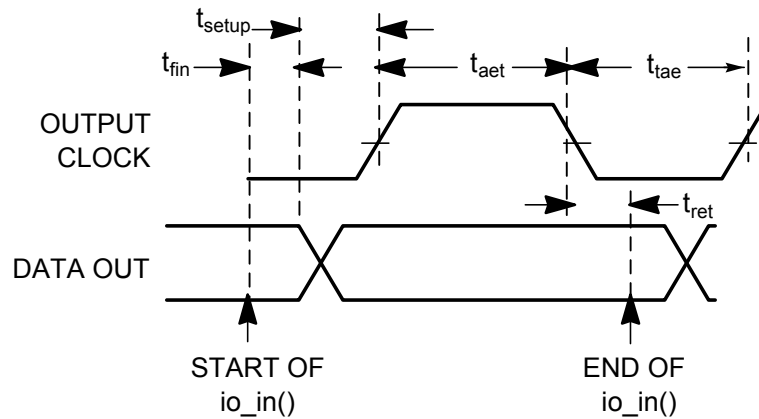 tsetup
tfin
taet
ttae
OUTPUT
CLOCK
tret
DATA OUT
START OF
io_in()
END OF
io_in()